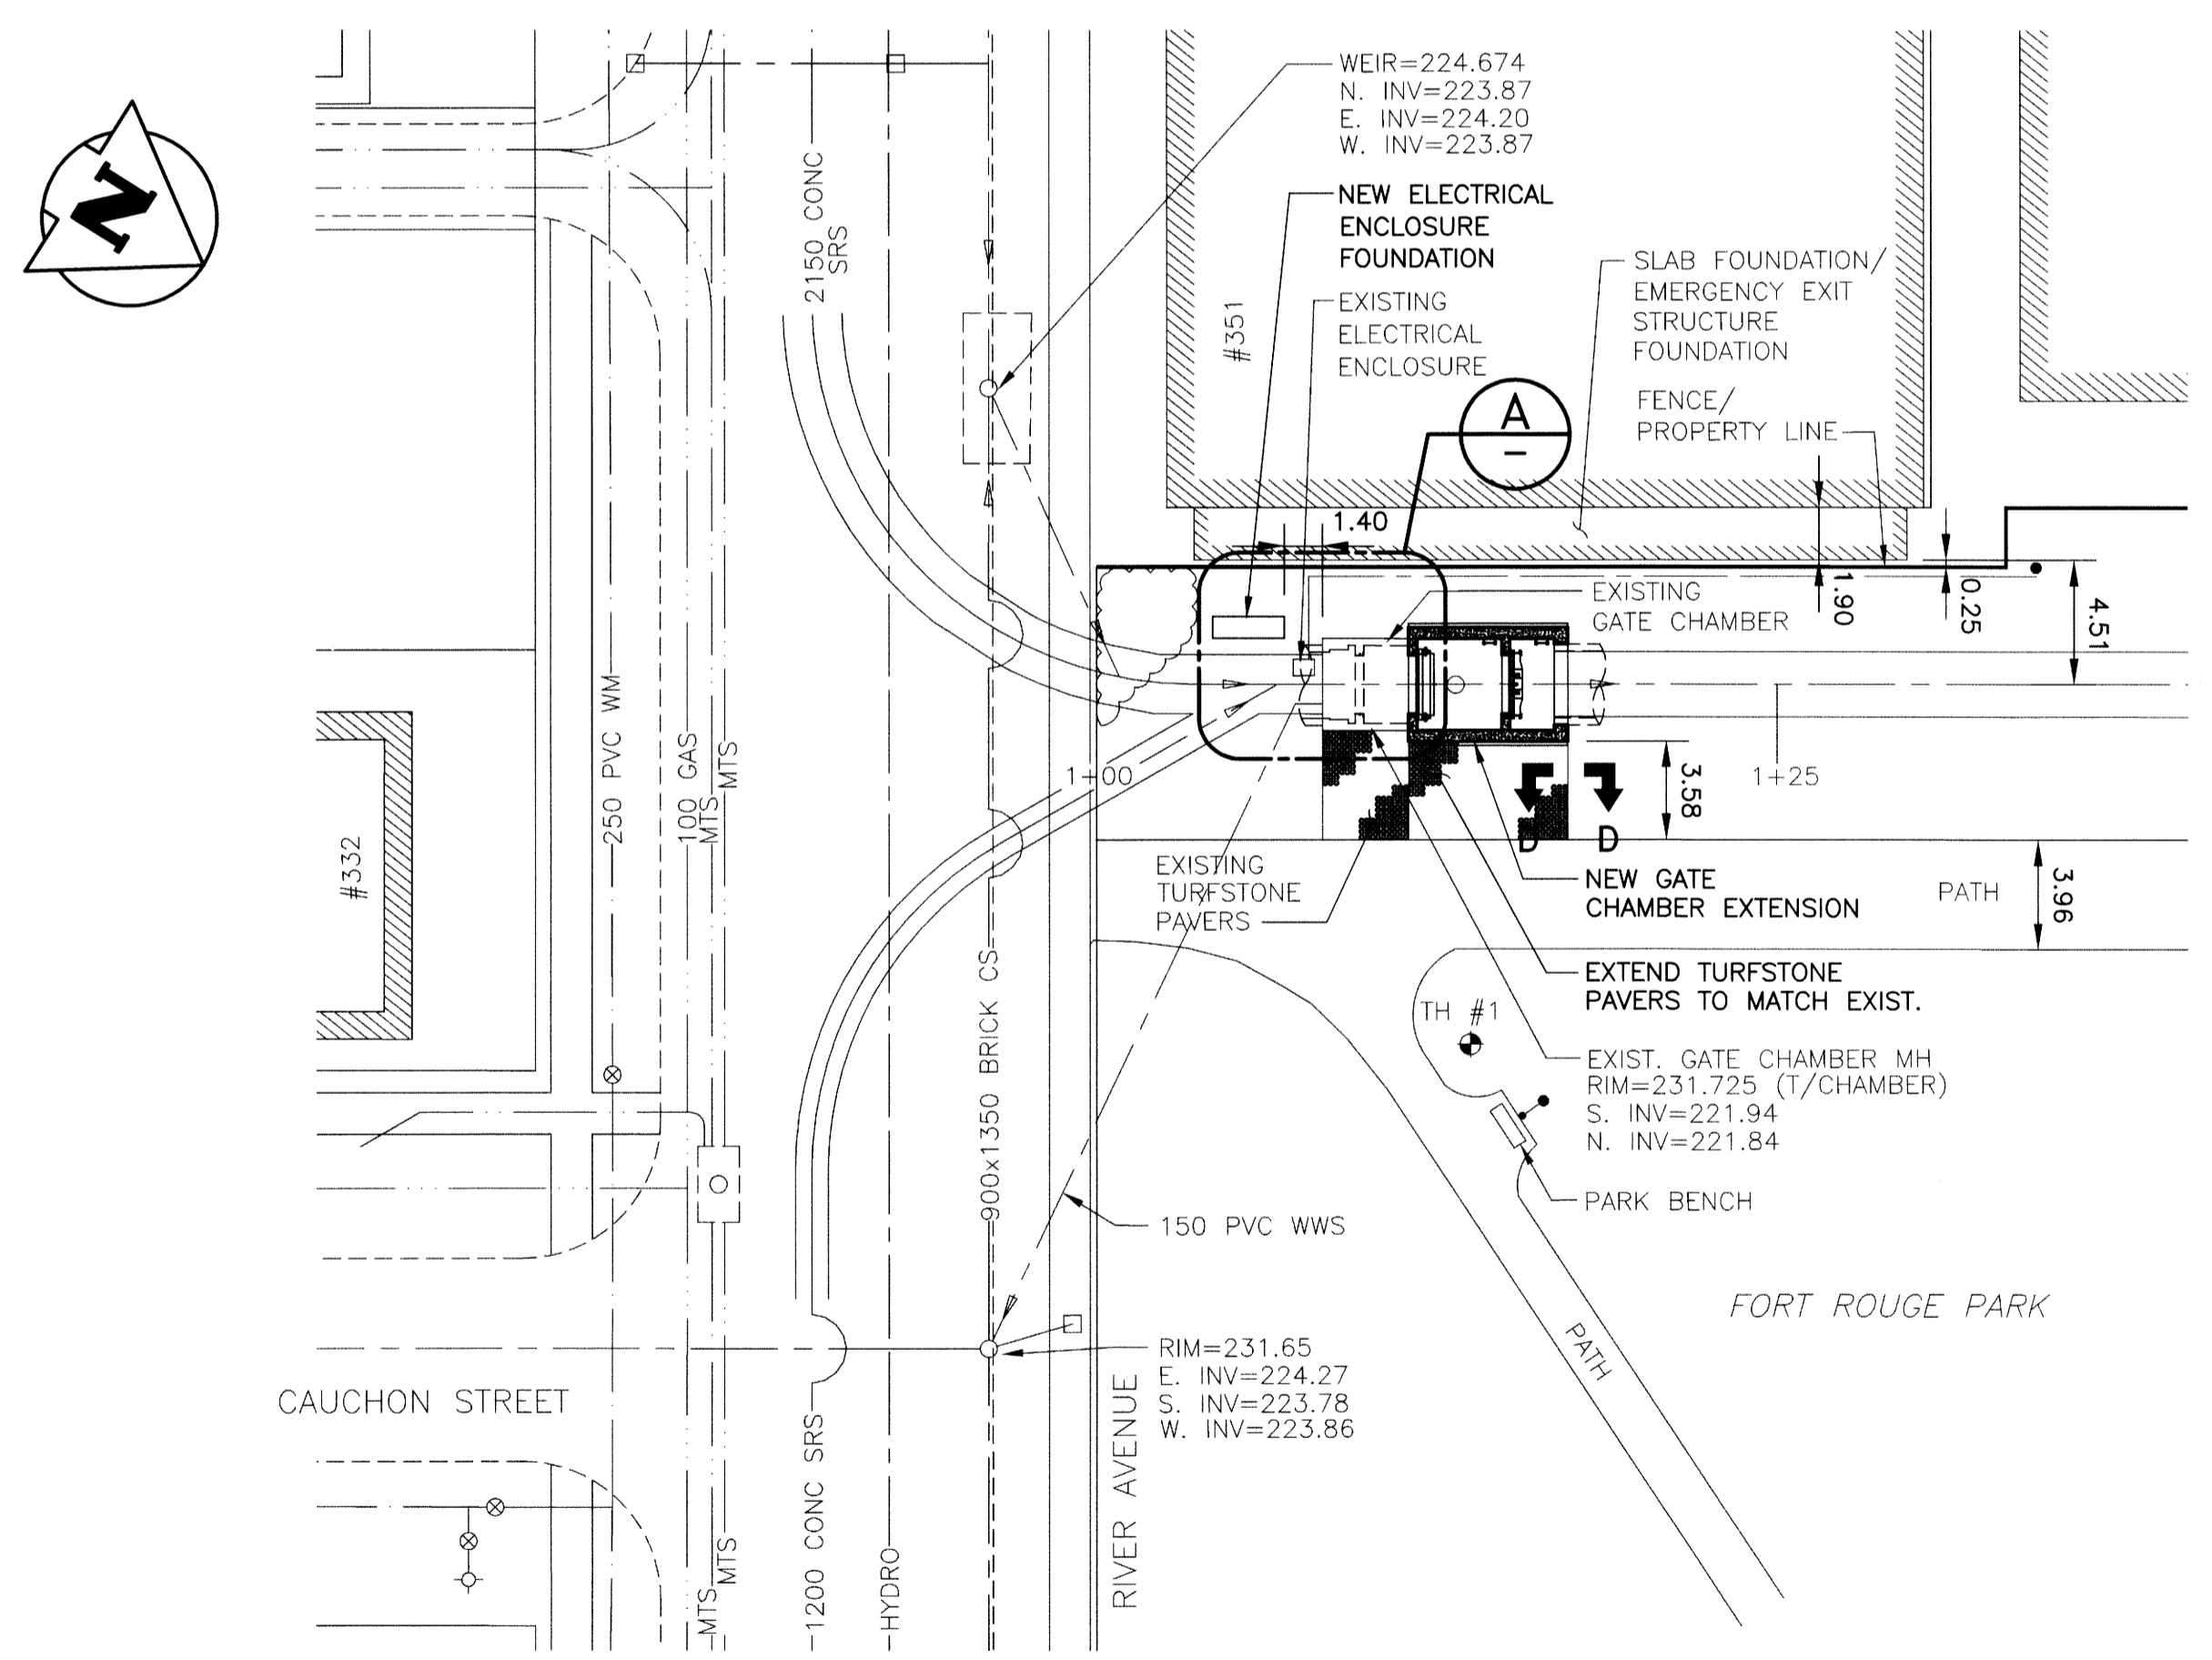 N
WEIR=224.674
N. INV=223.87
E. INV=224.20
W. INV=223.87
NEW ELECTRICAL
ENCLOSURE
FOUNDATION
EXISTING
ELECTRICAL
ENCLOSURE
SLAB FOUNDATION/
EMERGENCY EXIT
STRUCTURE
FOUNDATION
FENCE/
PROPERTY LINE
#351
A
–
2150 CONC
SRS
1.40
1.90
0.25
4.51
EXISTING
GATE CHAMBER
250 PVC WM
100 GAS
MTS
MTS
1+00
1+25
3.58
D
D
#332
EXISTING
TURFSTONE
PAVERS
NEW GATE
CHAMBER EXTENSION
PATH
3.96
EXTEND TURFSTONE
PAVERS TO MATCH EXIST.
TH #1
EXIST. GATE CHAMBER MH
RIM=231.725 (T/CHAMBER)
S. INV=221.94
N. INV=221.84
900x1350 BRICK CS
PARK BENCH
150 PVC WWS
FORT ROUGE PARK
PATH
RIM=231.65
E. INV=224.27
S. INV=223.78
W. INV=223.86
CAUCHON STREET
RIVER AVENUE
MTS
MTS
1200 CONC SRS
HYDRO